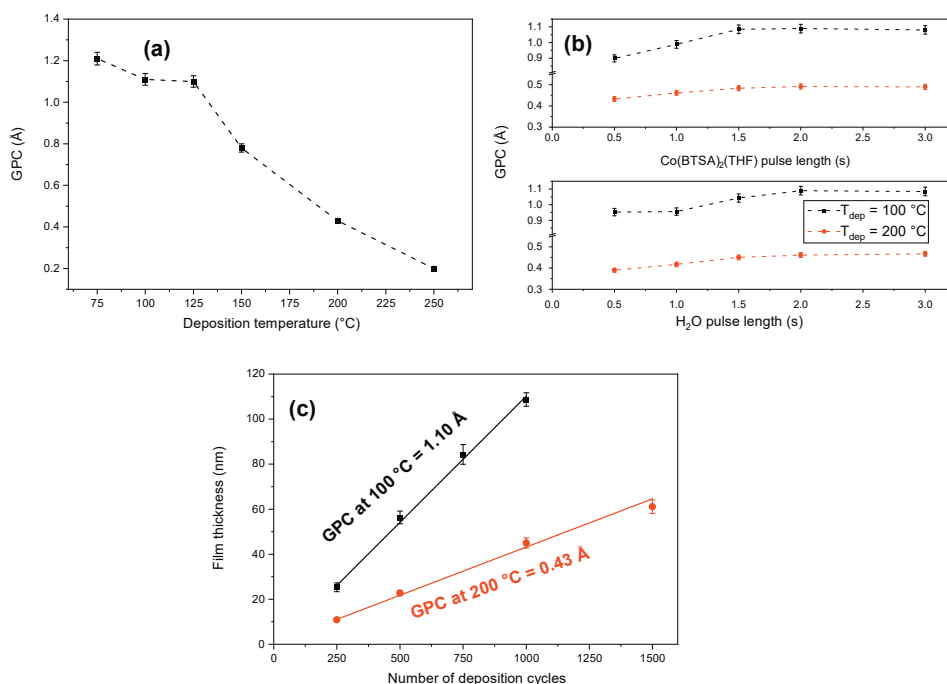 (a)
GPC (Å)
1.4
1.2
1.0
0.8
0.6
0.4
0.2
75 100 125 150 175 200 225 250
Deposition temperature (°C)
(b)
GPC (Å)
1.1
1.0
0.9
0.5
0.4
0.3
0.0 0.5 1.0 1.5 2.0 2.5 3.0
Co(BTSA)₂(THF) pulse length (s)
1.1
1.0
0.9
0.5
0.4
0.3
T_dep = 100 °C
T_dep = 200 °C
0.0 0.5 1.0 1.5 2.0 2.5 3.0
H₂O pulse length (s)
(c)
Film thickness (nm)
120
100
80
60
40
20
0
GPC at 100 °C = 1.10 Å
GPC at 200 °C = 0.43 Å
0 250 500 750 1000 1250 1500
Number of deposition cycles